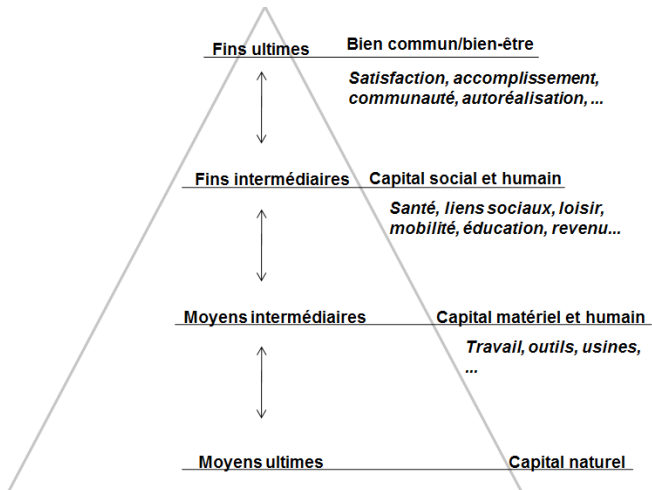 Fins ultimes
Bien commun/bien-être
Satisfaction, accomplissement,
communauté, autoréalisation, ...
Fins intermédiaires
Capital social et humain
Santé, liens sociaux, loisir,
mobilité, éducation, revenu...
Moyens intermédiaires
Capital matériel et humain
Travail, outils, usines,
...
Moyens ultimes
Capital naturel